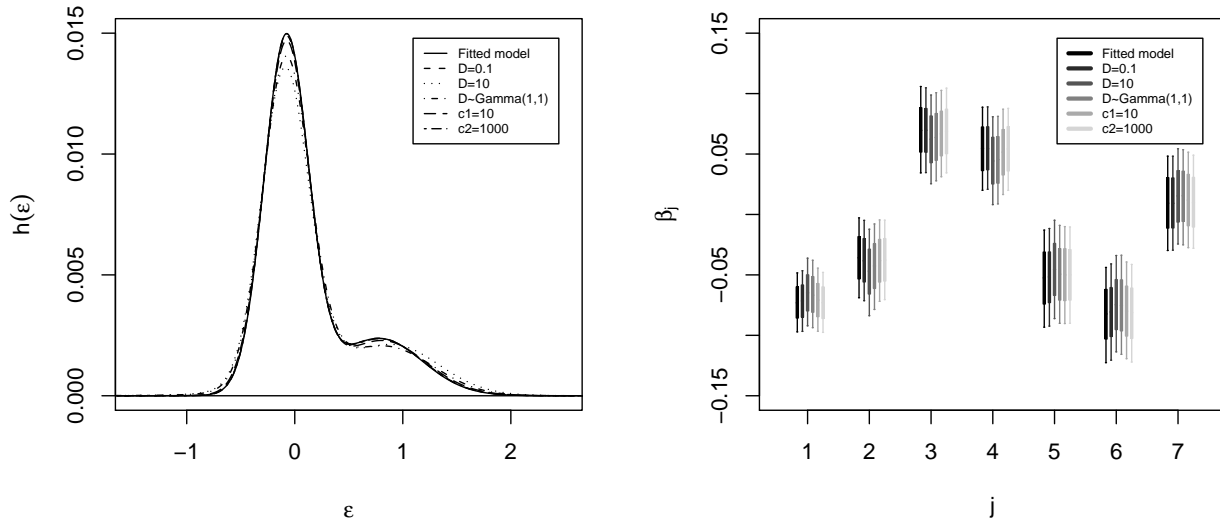 0.015
0.010
0.005
0.000
h(ε)
Fitted model
D=0.1
D=10
D~Gamma(1,1)
c1=10
c2=1000
−1 0 1 2
ε
0.15
0.05
−0.05
−0.15
βj
Fitted model
D=0.1
D=10
D~Gamma(1,1)
c1=10
c2=1000
1 2 3 4 5 6 7
j